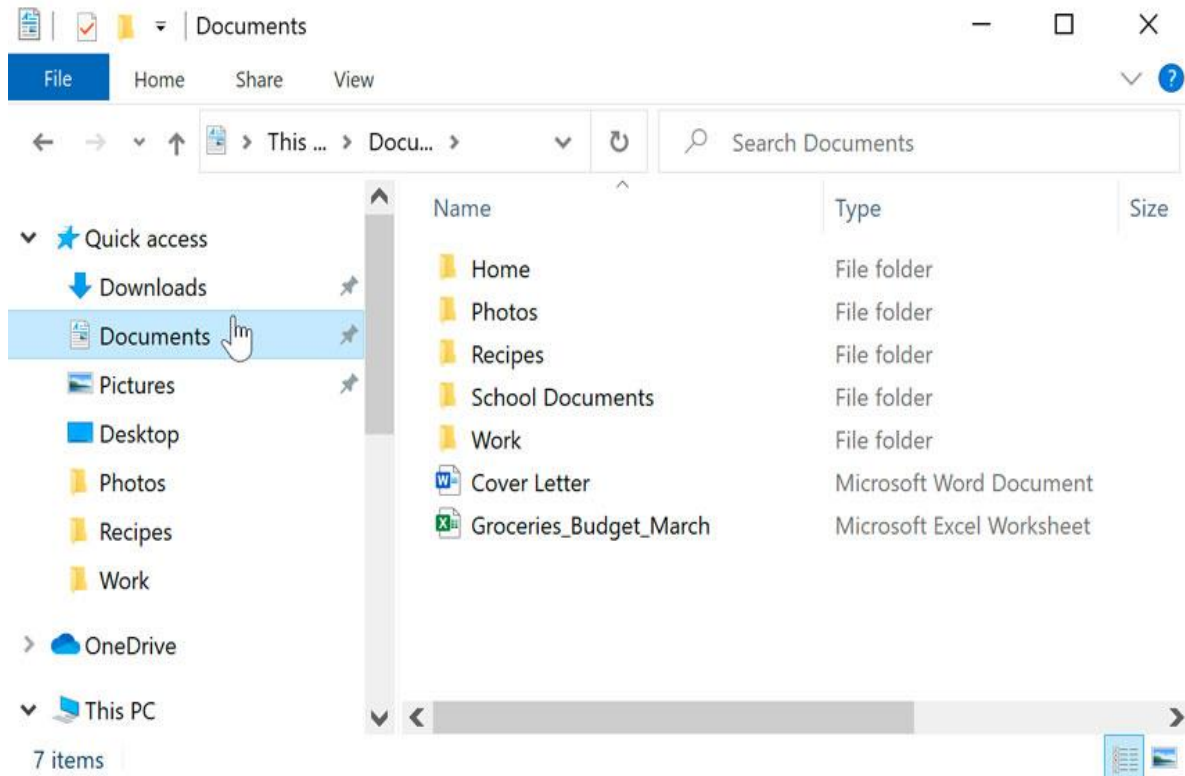 Documents
File Home Share View ?
This ... > Docu... > Search Documents
Name Type Size
Quick access
Downloads
Documents
Pictures
Desktop
Photos
Recipes
Work
OneDrive
This PC
Home File folder
Photos File folder
Recipes File folder
School Documents File folder
Work File folder
Cover Letter Microsoft Word Document
Groceries_Budget_March Microsoft Excel Worksheet
7 items